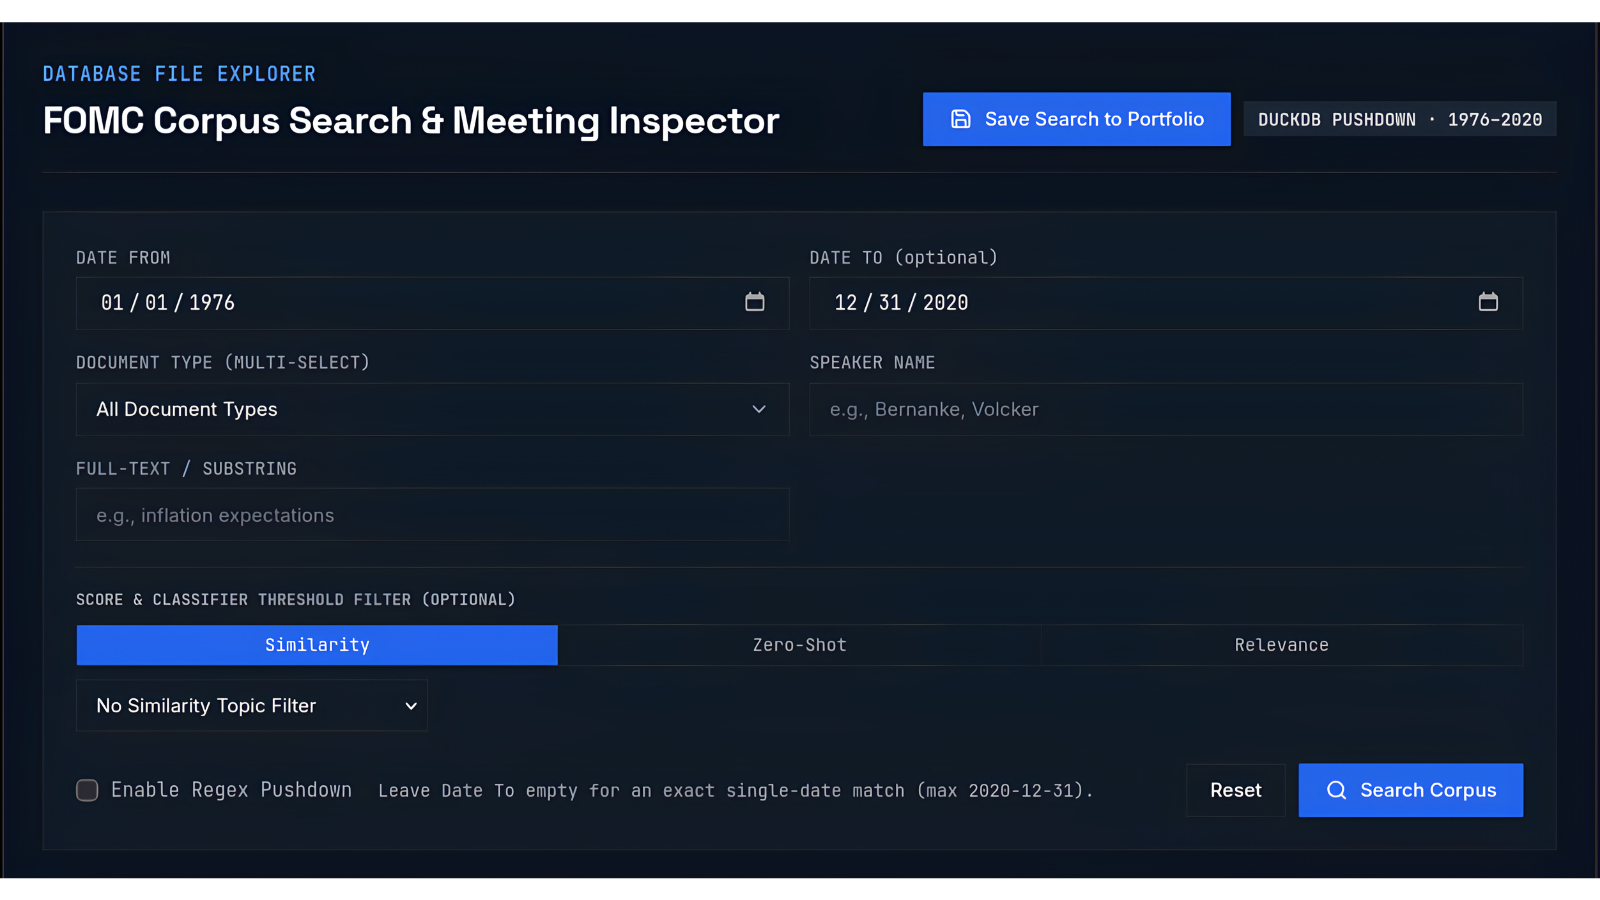 DATABASE FILE EXPLORER
FOMC Corpus Search & Meeting Inspector
Save Search to Portfolio
DUCKDB PUSHDOWN · 1976–2020
DATE FROM
DATE TO (optional)
01/01/1976
12/31/2020
DOCUMENT TYPE (MULTI-SELECT)
SPEAKER NAME
All Document Types
e.g., Bernanke, Volcker
FULL-TEXT / SUBSTRING
e.g., inflation expectations
SCORE & CLASSIFIER THRESHOLD FILTER (OPTIONAL)
Similarity
Zero-Shot
Relevance
No Similarity Topic Filter
Enable Regex Pushdown
Leave Date To empty for an exact single-date match (max 2020-12-31).
Reset
Search Corpus